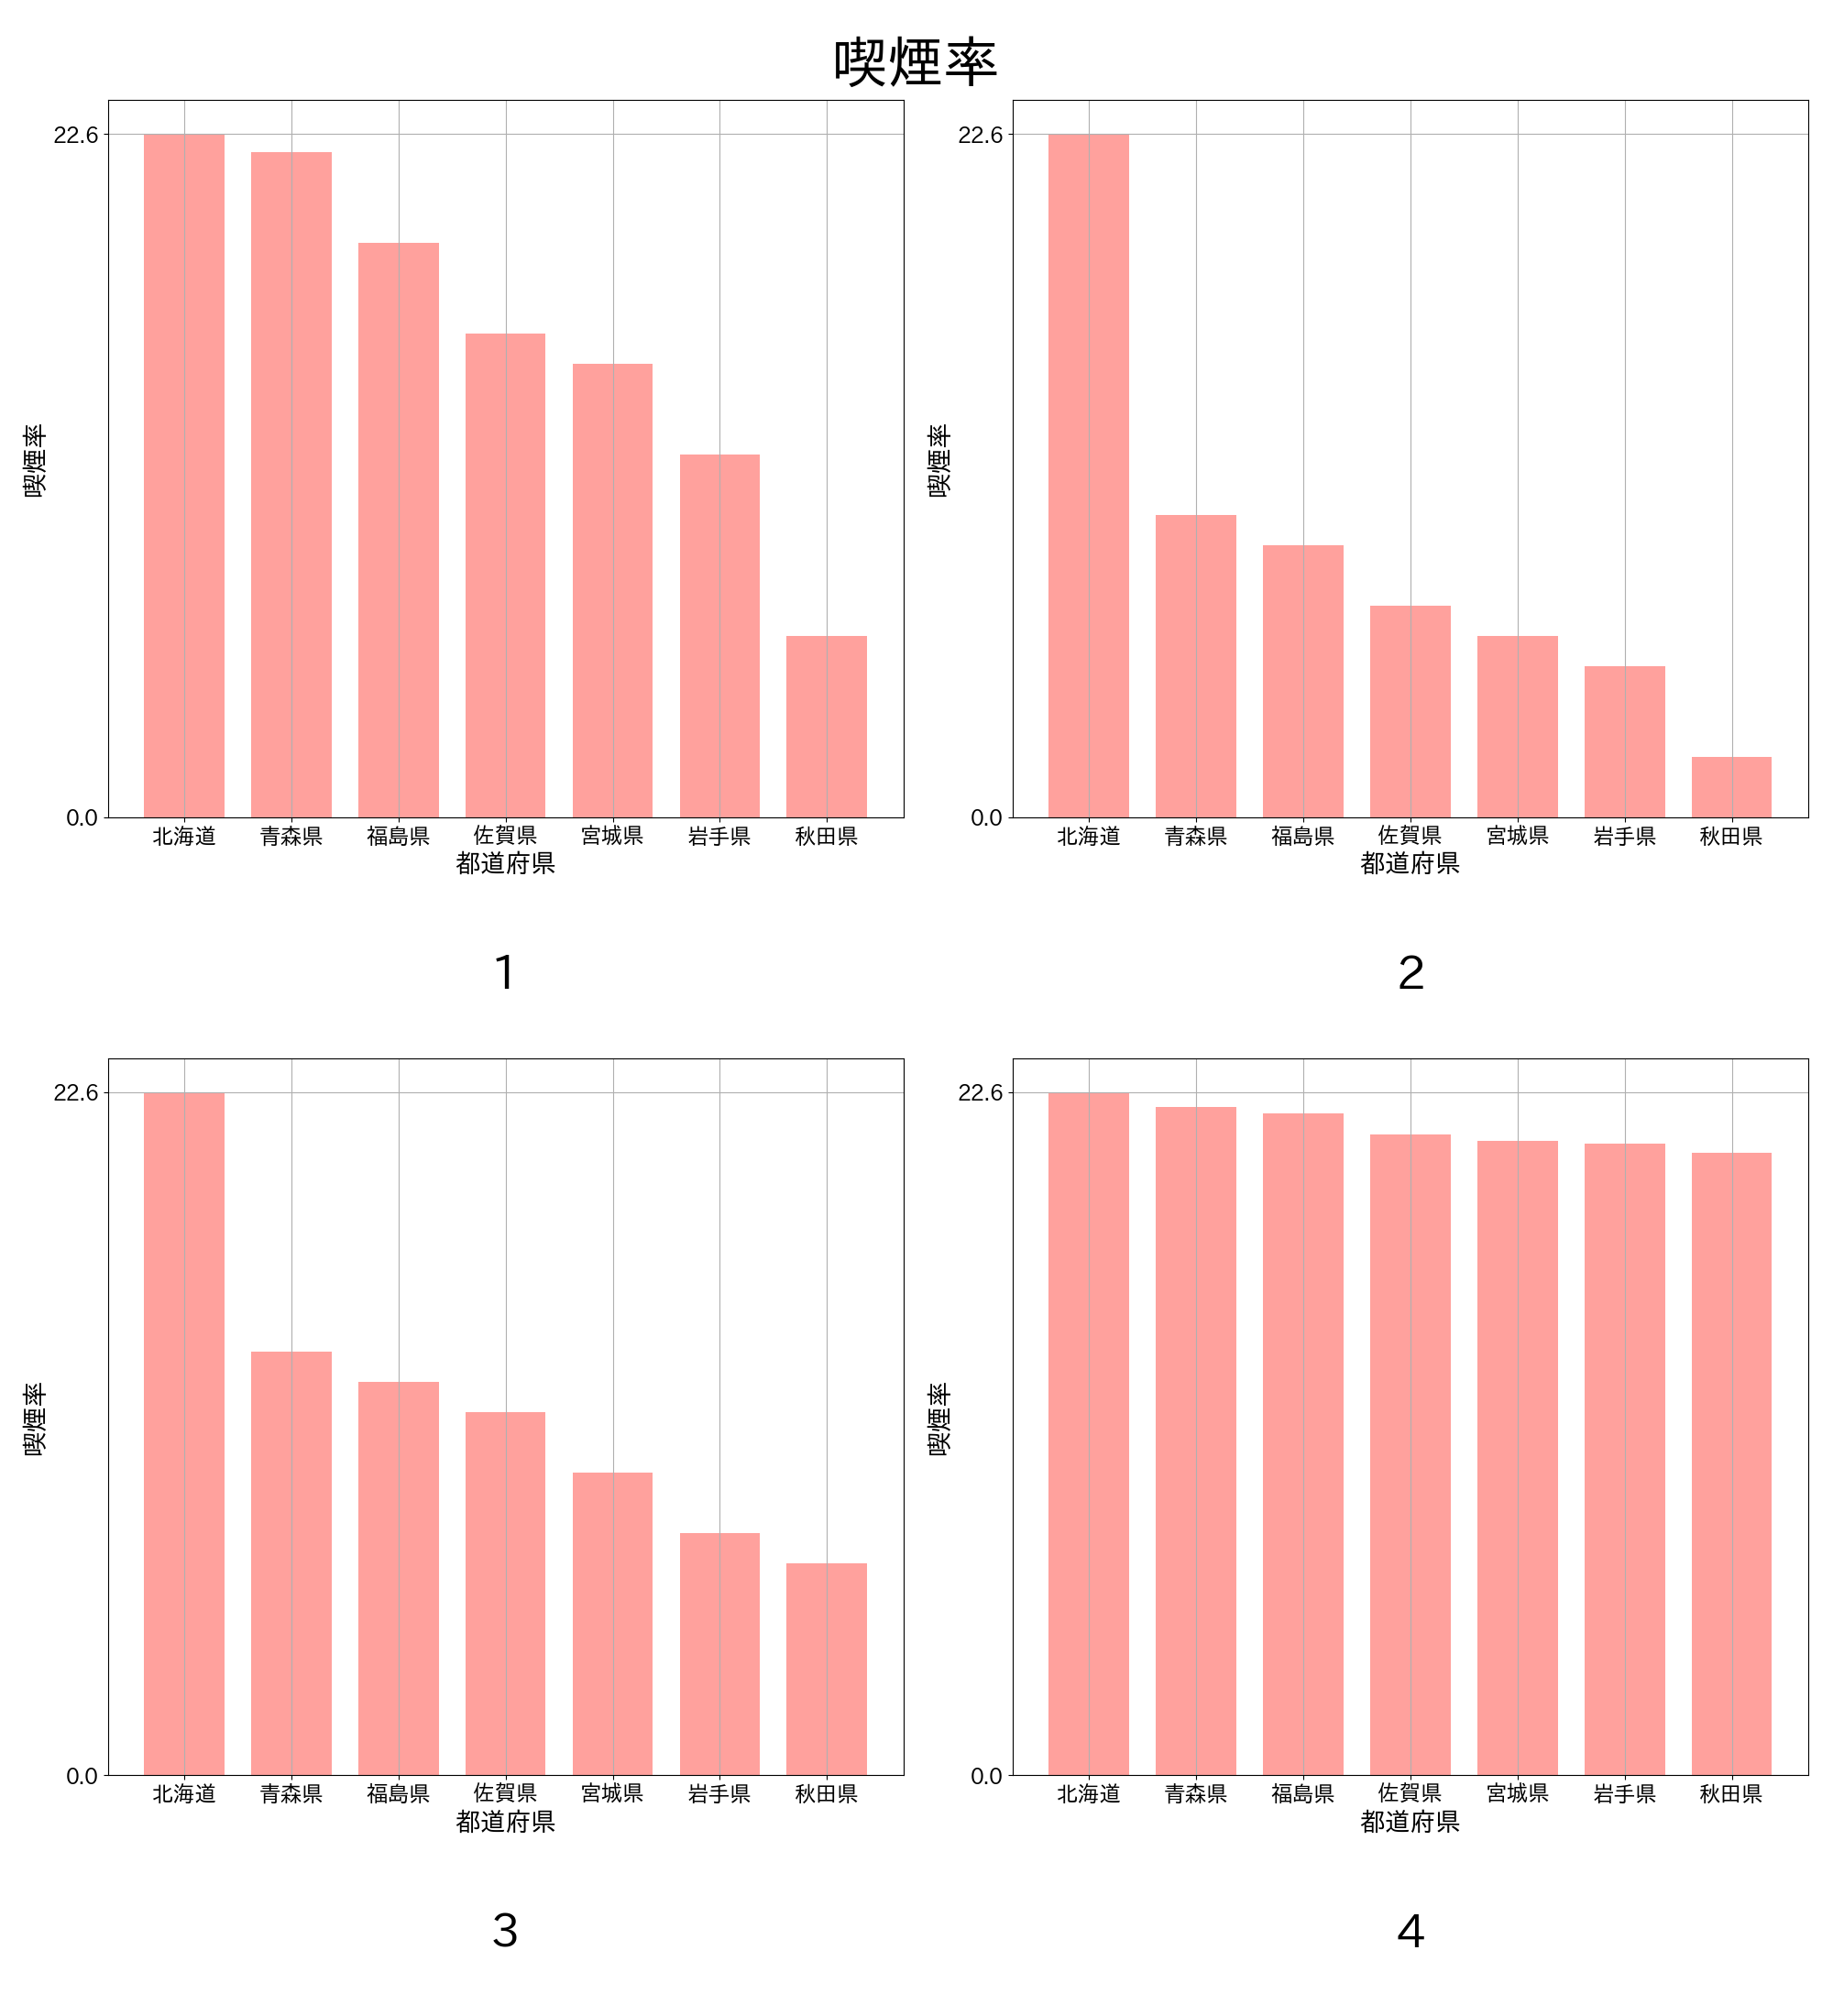 喫煙率
22.6
喫煙率
0.0
北海道 青森県 福島県 佐賀県 宮城県 岩手県 秋田県
都道府県
1
22.6
喫煙率
0.0
北海道 青森県 福島県 佐賀県 宮城県 岩手県 秋田県
都道府県
2
22.6
喫煙率
0.0
北海道 青森県 福島県 佐賀県 宮城県 岩手県 秋田県
都道府県
3
22.6
喫煙率
0.0
北海道 青森県 福島県 佐賀県 宮城県 岩手県 秋田県
都道府県
4